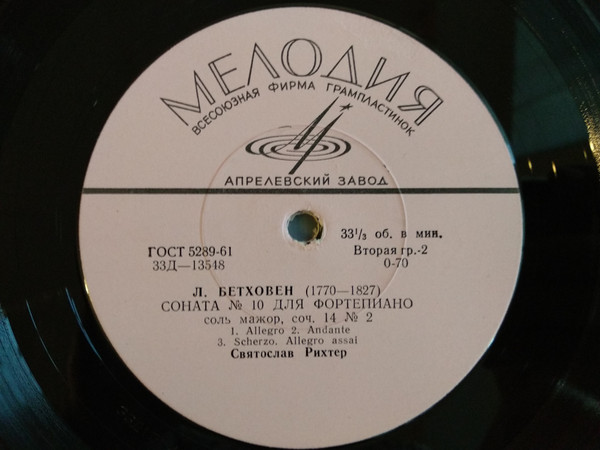 МЕЛОДИЯ
ВСЕСОЮЗНАЯ ФИРМА ГРАМПЛАСТИНОК
АПРЕЛЕВСКИЙ ЗАВОД
33⅓ об. в мин.
ГОСТ 5289-61 Вторая гр.-2
33Д—13548 0-70
Л. БЕТХОВЕН (1770—1827)
СОНАТА № 10 ДЛЯ ФОРТЕПИАНО
соль мажор, соч. 14 № 2
1. Allegro 2. Andante
3. Scherzo. Allegro assai
Святослав Рихтер